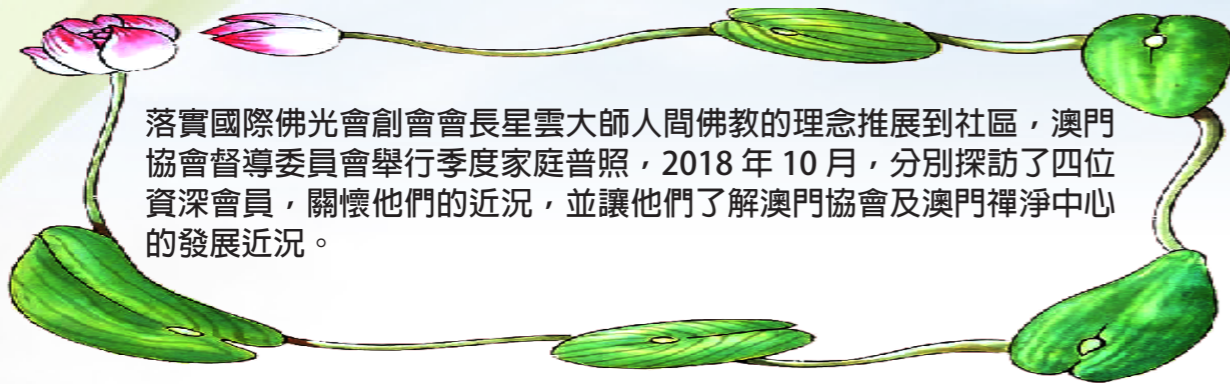 落實國際佛光會創會會長星雲大師人間佛教的理念推展到社區，澳門
協會督導委員會舉行季度家庭普照，2018 年 10 月，分別探訪了四位
資深會員，關懷他們的近況，並讓他們了解澳門協會及澳門禪淨中心
的發展近況。